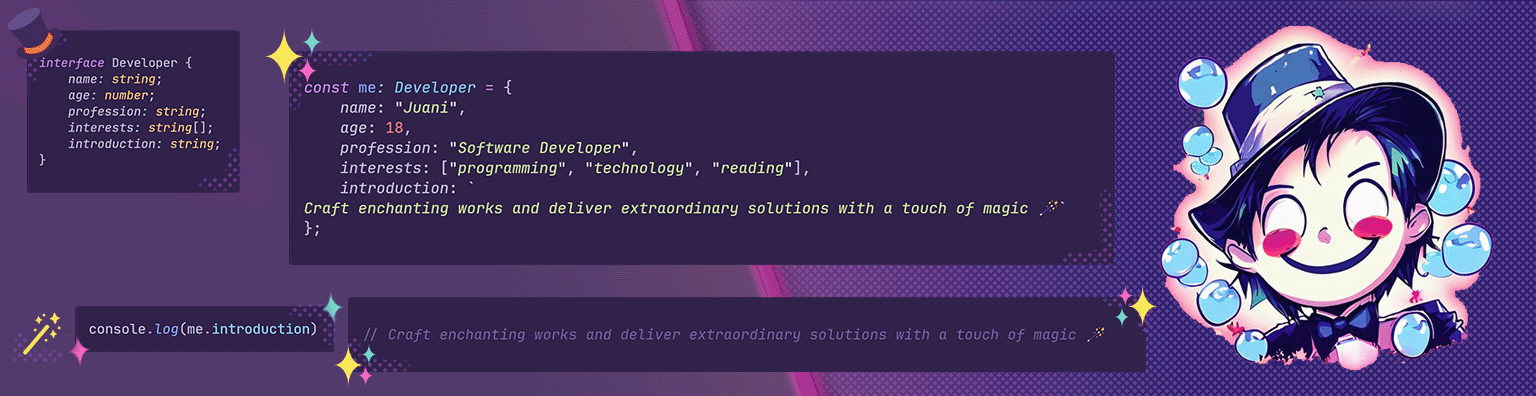 interface Developer {
    name: string;
    age: number;
    profession: string;
    interests: string[];
    introduction: string;
}
const me: Developer = {
    name: "Juani",
    age: 18,
    profession: "Software Developer",
    interests: ["programming", "technology", "reading"],
    introduction: `
Craft enchanting works and deliver extraordinary solutions with a touch of magic 🪄`
};
console.log(me.introduction)
// Craft enchanting works and deliver extraordinary solutions with a touch of magic 🪄